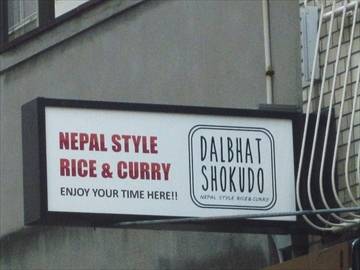 NEPAL STYLE
RICE & CURRY
ENJOY YOUR TIME HERE!!
DALBHAT
SHOKUDO
NEPAL STYLE RICE & CURRY